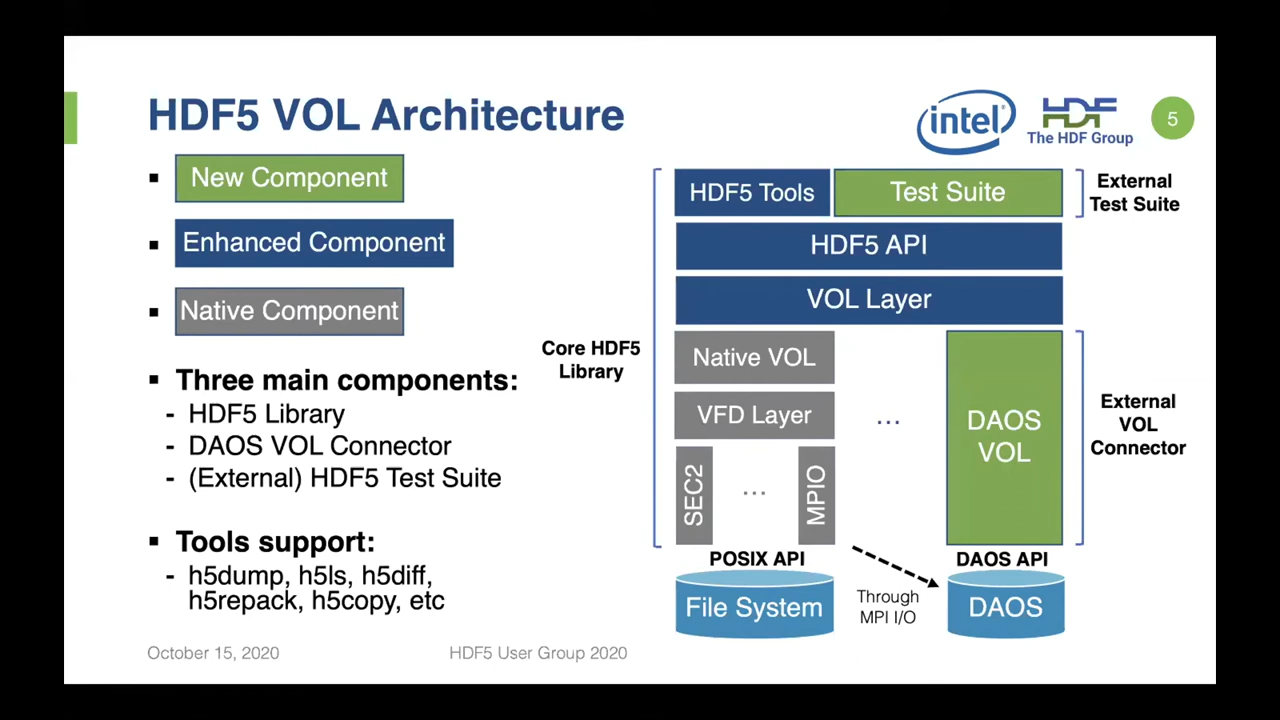 HDF5 VOL Architecture
intel
The HDF Group
5
New Component
Enhanced Component
Native Component
Three main components:
- HDF5 Library
- DAOS VOL Connector
- (External) HDF5 Test Suite
Tools support:
- h5dump, h5ls, h5diff,
h5repack, h5copy, etc
Core HDF5
Library
HDF5 Tools
Test Suite
External
Test Suite
HDF5 API
VOL Layer
Native VOL
VFD Layer
...
SEC2
...
MPIO
DAOS
VOL
External
VOL
Connector
POSIX API
DAOS API
File System
Through
MPI I/O
DAOS
October 15, 2020
HDF5 User Group 2020